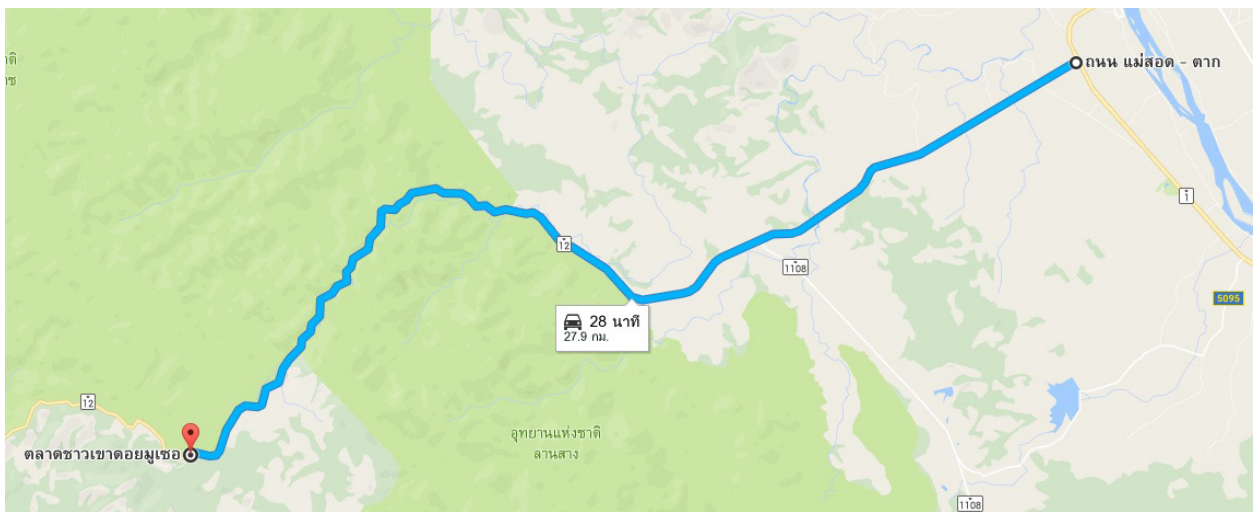 ติ
าช
ถนน แม่สอด - ตาก
1
12
1108
5095
28 นาที
27.9 กม.
12
อุทยานแห่งชาติ
ลานสาง
ตลาดชาวเขาดอยมูเซอ
1108